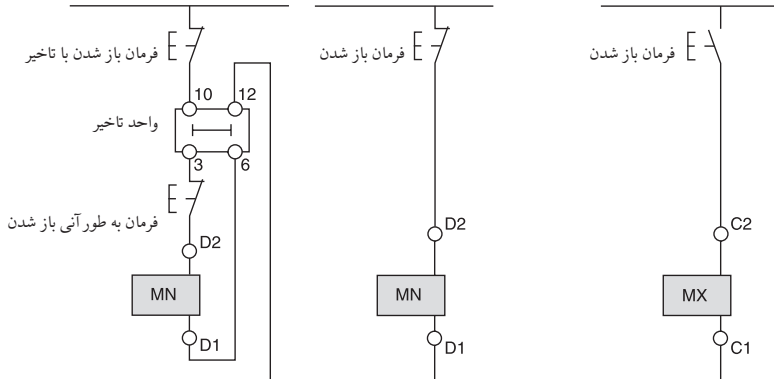 فرمان باز شدن با تاخیر
10
12
واحد تاخیر
3
6
فرمان به طور آنی باز شدن
D2
MN
D1
فرمان باز شدن
D2
MN
D1
فرمان باز شدن
C2
MX
C1